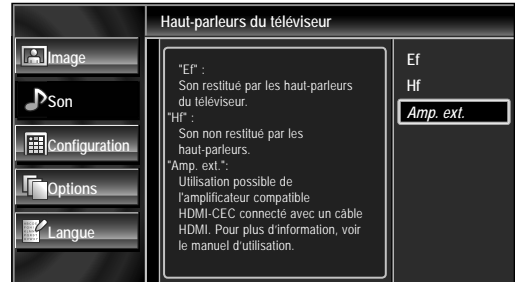 Haut-parleurs du téléviseur
Image
Son
Configuration
Options
Langue
"Ef" :
Son restitué par les haut-parleurs
du téléviseur.
"Hf" :
Son non restitué par les
haut-parleurs.
"Amp. ext.":
Utilisation possible de
l'amplificateur compatible
HDMI-CEC connecté avec un câble
HDMI. Pour plus d'information, voir
le manuel d'utilisation.
Ef
Hf
Amp. ext.